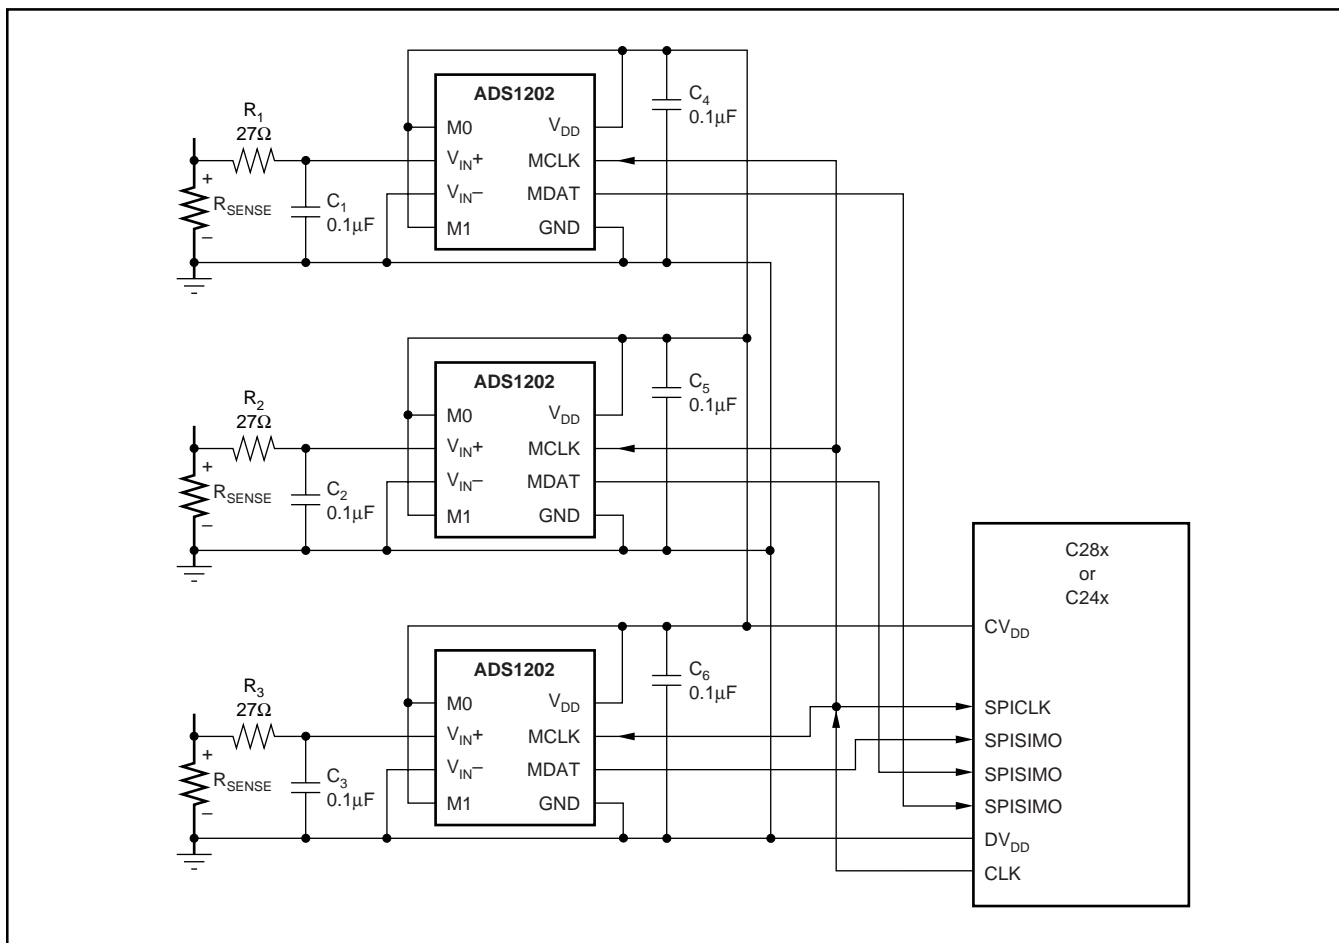 ADS1202
R1
27Ω
+
RSENSE
–
C1
0.1µF
M0
VIN+
VIN–
M1
VDD
MCLK
MDAT
GND
C4
0.1µF
ADS1202
R2
27Ω
+
RSENSE
–
C2
0.1µF
M0
VIN+
VIN–
M1
VDD
MCLK
MDAT
GND
C5
0.1µF
ADS1202
R3
27Ω
+
RSENSE
–
C3
0.1µF
M0
VIN+
VIN–
M1
VDD
MCLK
MDAT
GND
C6
0.1µF
C28x
or
C24x
CVDD
SPICLK
SPISIMO
SPISIMO
SPISIMO
DVDD
CLK